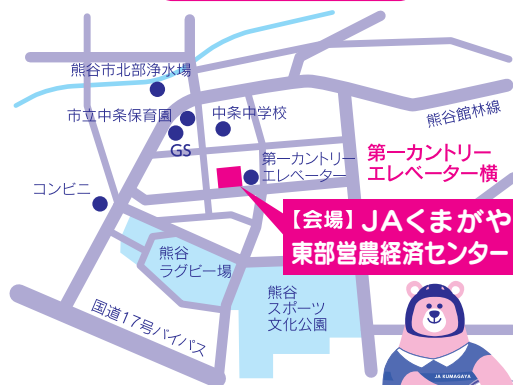 熊谷市北部浄水場
市立中条保育園
中条中学校
熊谷館林線
GS
第一カントリー
エレベーター
第一カントリー
エレベーター横
コンビニ
【会場】JAくまがや
東部営農経済センター
熊谷
ラグビー場
熊谷
スポーツ
文化公園
国道17号バイパス
JA KUMAGAYA